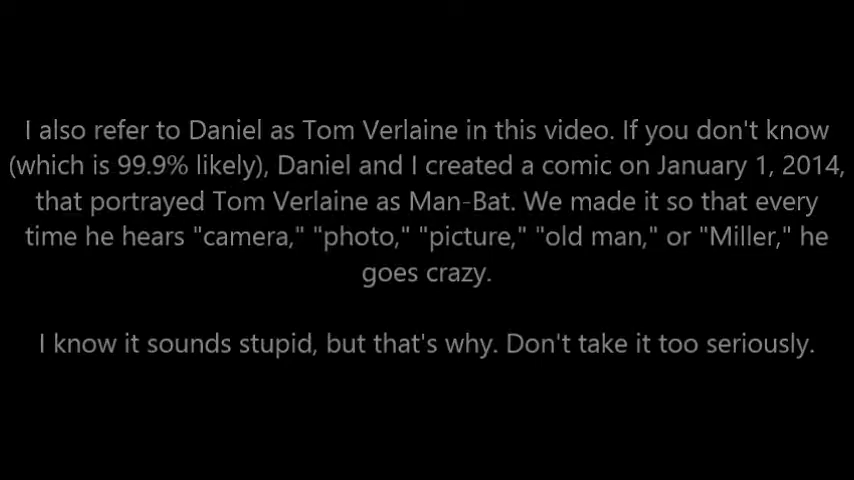 I also refer to Daniel as Tom Verlaine in this video. If you don't know
(which is 99.9% likely), Daniel and I created a comic on January 1, 2014,
that portrayed Tom Verlaine as Man-Bat. We made it so that every
time he hears "camera," "photo," "picture," "old man," or "Miller," he
goes crazy.
I know it sounds stupid, but that's why. Don't take it too seriously.